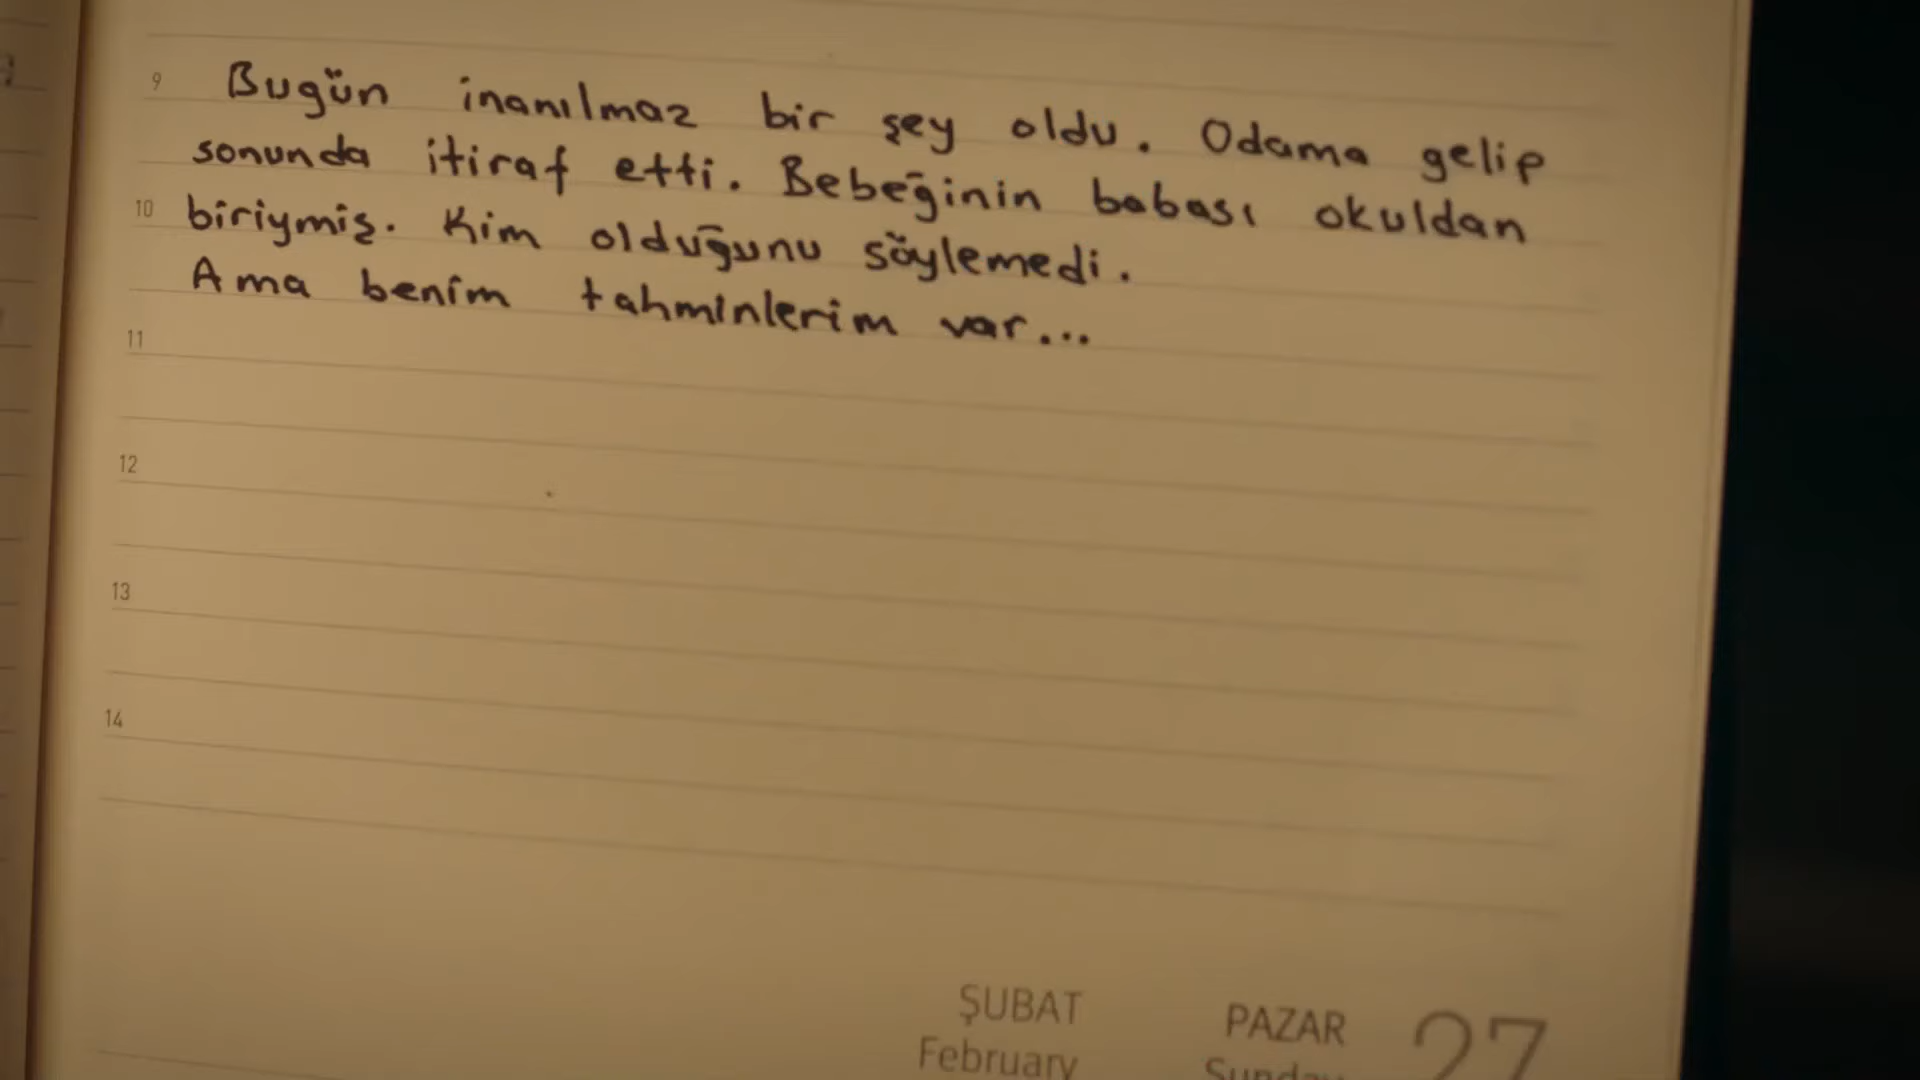 9 Bugün inanılmaz bir şey oldu. Odama gelip
sonunda itiraf etti. Bebeğinin babası okuldan
10 biriymiş. Kim olduğunu söylemedi.
Ama benim tahminlerim var...
11
12
13
14
ŞUBAT PAZAR 27
February Sunday